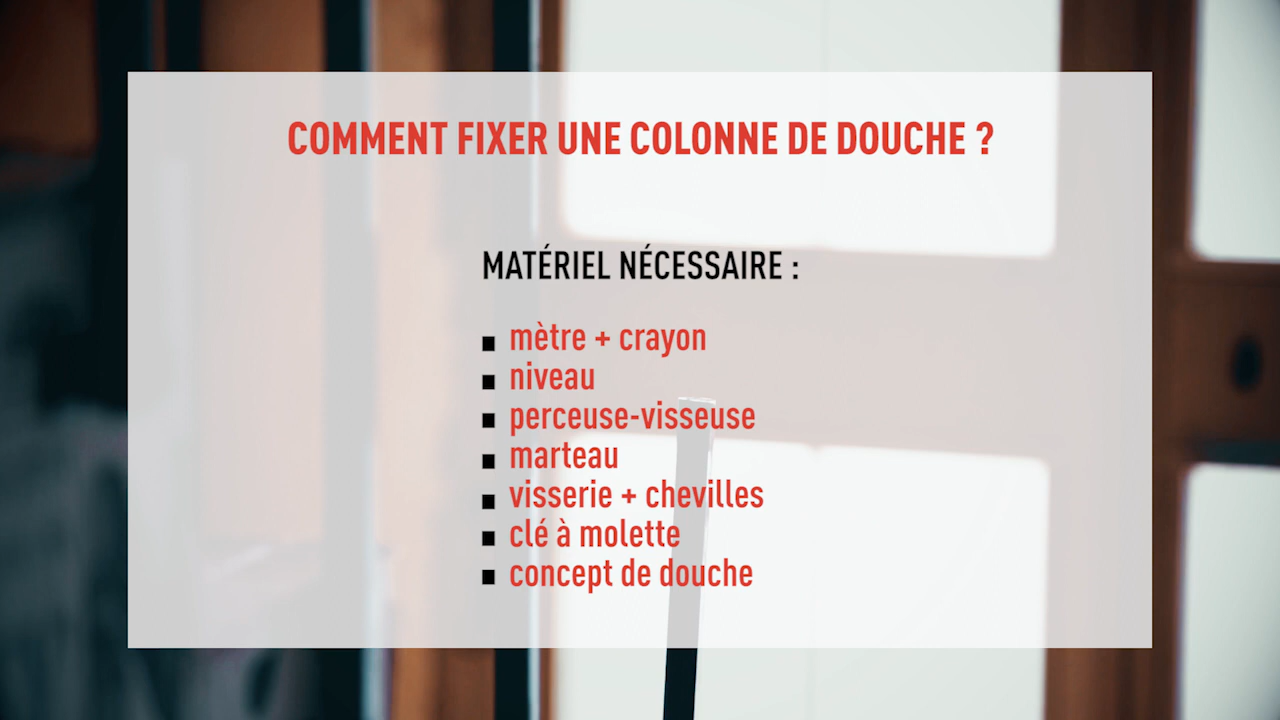 COMMENT FIXER UNE COLONNE DE DOUCHE ?
MATÉRIEL NÉCESSAIRE :
mètre + crayon
niveau
perceuse-visseuse
marteau
visserie + chevilles
clé à molette
concept de douche